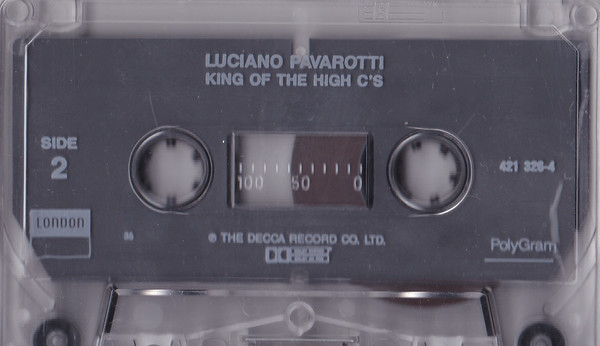 LUCIANO PAVAROTTI
KING OF THE HIGH C'S
SIDE
2
100 50 0
421 326-4
LONDON
℗ THE DECCA RECORD CO. LTD.
PolyGram